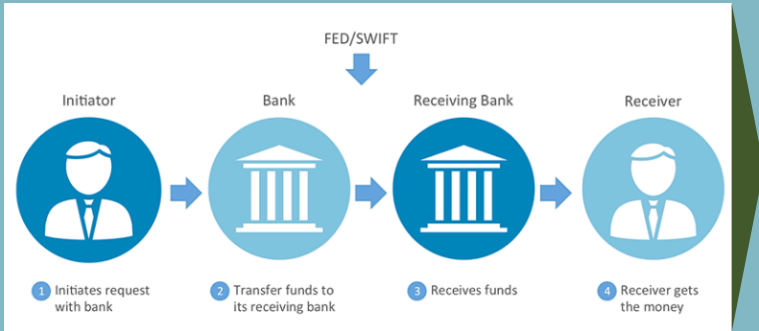 FED/SWIFT
Initiator
Bank
Receiving Bank
Receiver
1 Initiates request
with bank
2 Transfer funds to
its receiving bank
3 Receives funds
4 Receiver gets
the money